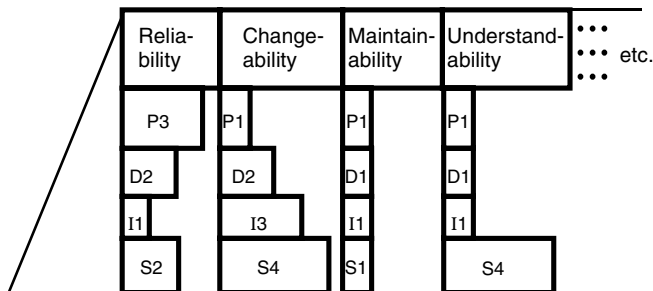 Relia-
bility
Change-
ability
Maintain-
ability
Understand-
ability
etc.
P3
P1
P1
P1
D2
D2
D1
D1
I1
I3
I1
I1
S2
S4
S1
S4